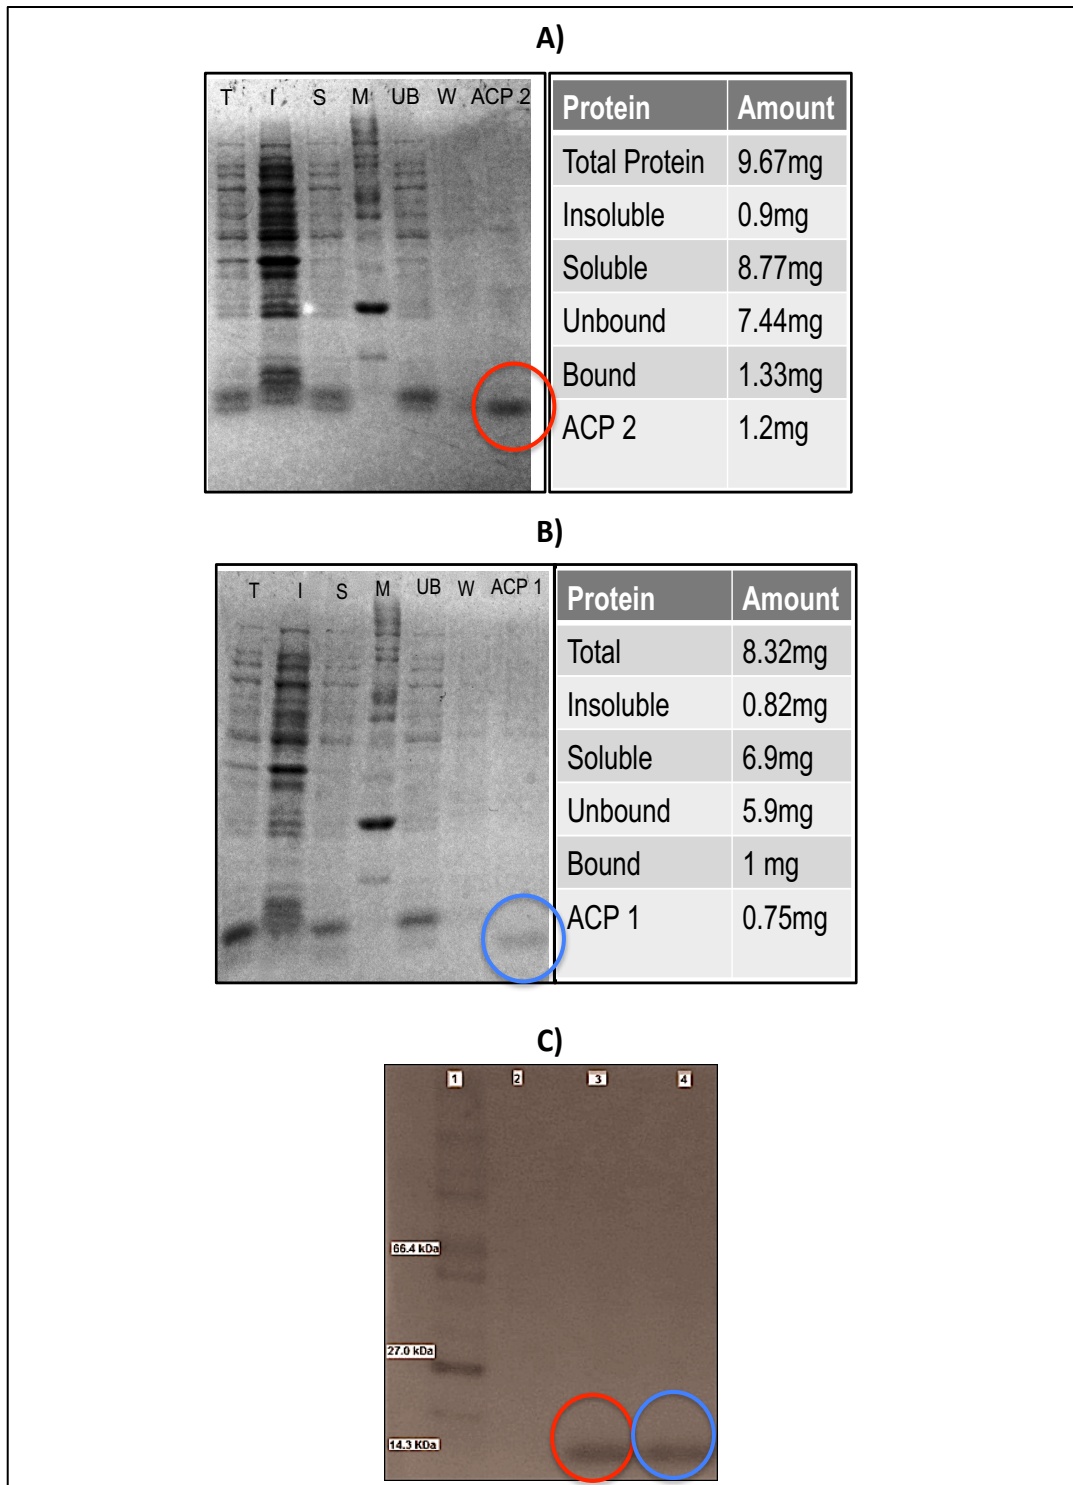 A)
T I S M UB W ACP 2
Protein Amount
Total Protein 9.67mg
Insoluble 0.9mg
Soluble 8.77mg
Unbound 7.44mg
Bound 1.33mg
ACP 2 1.2mg
B)
T I S M UB W ACP 1
Protein Amount
Total 8.32mg
Insoluble 0.82mg
Soluble 6.9mg
Unbound 5.9mg
Bound 1 mg
ACP 1 0.75mg
C)
1 2 3 4
66.4 kDa
27.0 kDa
14.3 KDa